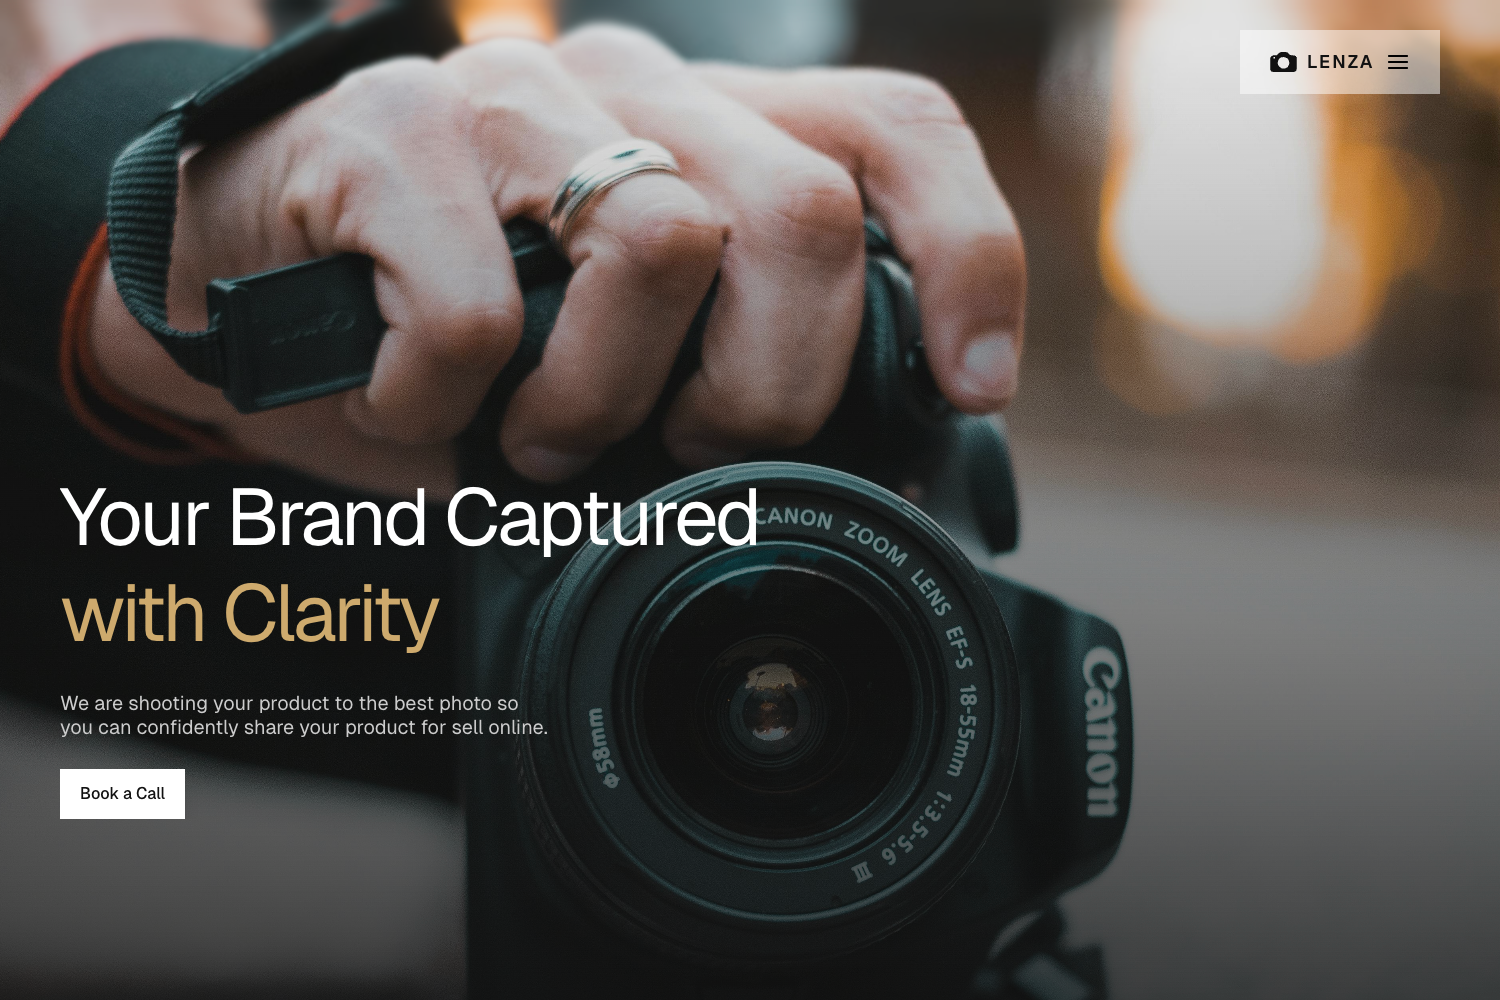 LENZA
Your Brand Captured
with Clarity
We are shooting your product to the best photo so
you can confidently share your product for sell online.
Book a Call
CANON ZOOM LENS EF-S 18-55mm 1:3.5-5.6 III
ϕ58mm
Canon
Canon